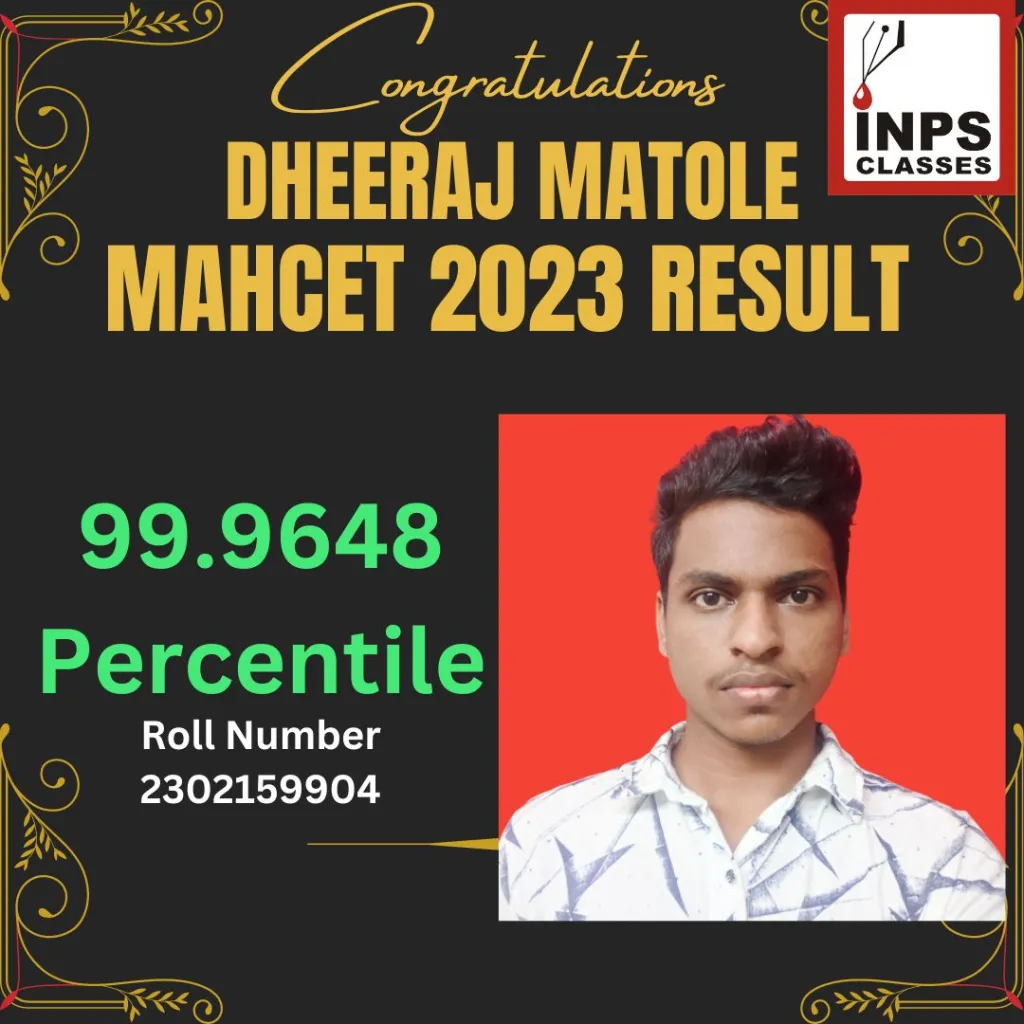 Congratulations
iNPS
CLASSES
DHEERAJ MATOLE
MAHCET 2023 RESULT
99.9648
Percentile
Roll Number
2302159904